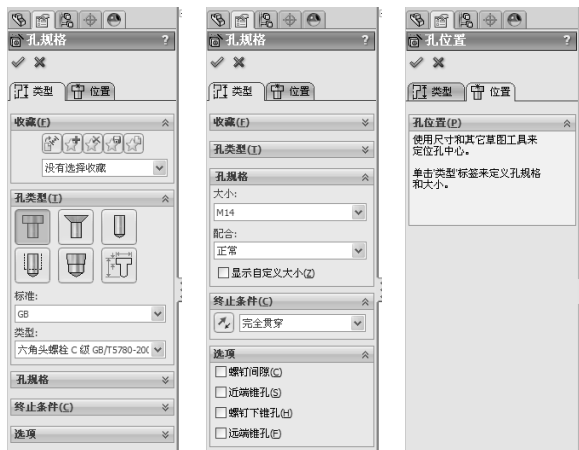 孔规格 ?
类型 位置
收藏(F)
没有选择收藏
孔类型(T)
标准:
GB
类型:
六角头螺栓 C 级 GB/T5780-200
孔规格
终止条件(C)
选项
孔规格 ?
类型 位置
收藏(F)
孔类型(T)
孔规格
大小:
M14
配合:
正常
显示自定义大小(Z)
终止条件(C)
完全贯穿
选项
螺钉间隙(C)
近端锥孔(S)
螺钉下锥孔(H)
远端锥孔(F)
孔位置 ?
类型 位置
孔位置(P)
使用尺寸和其它草图工具来
定位孔中心。
单击'类型'标签来定义孔规格
和大小。